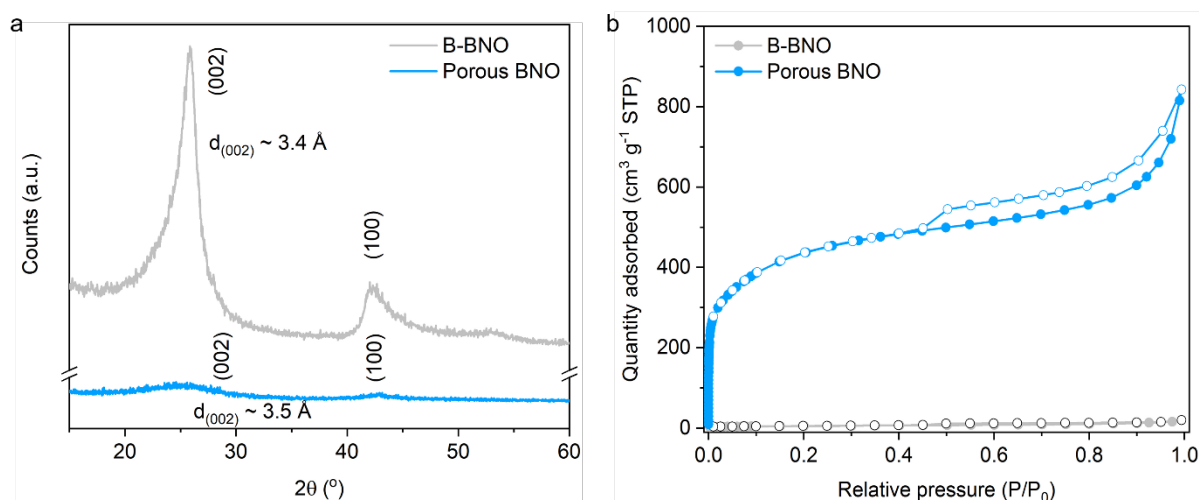 a
B-BNO
Porous BNO
(002)
d(002) ~ 3.4 Å
(100)
(002)
(100)
d(002) ~ 3.5 Å
Counts (a.u.)
20 30 40 50 60
2θ (°)
b
B-BNO
Porous BNO
1000
800
600
400
200
0
Quantity adsorbed (cm³ g⁻¹ STP)
0.0 0.2 0.4 0.6 0.8 1.0
Relative pressure (P/P₀)